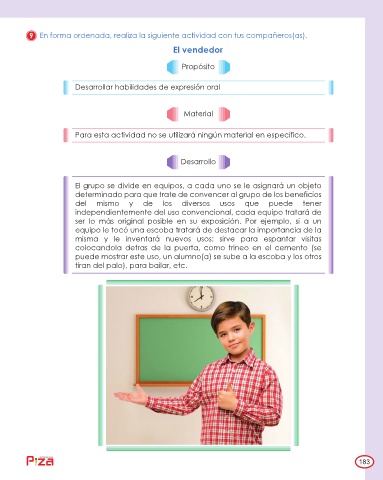 9 En forma ordenada, realiza la siguiente actividad con tus compañeros(as).
El vendedor
Propósito
Desarrollar habilidades de expresión oral
Material
Para esta actividad no se utilizará ningún material en específico.
Desarrollo
El grupo se divide en equipos, a cada uno se le asignará un objeto
determinado para que trate de convencer al grupo de los beneficios
del mismo y de los diversos usos que puede tener
independientemente del uso convencional, cada equipo tratará de
ser lo más original posible en su exposición. Por ejemplo, si a un
equipo le tocó una escoba tratará de destacar la importancia de la
misma y le inventará nuevos usos: sirve para espantar visitas
colocandola detras de la puerta, como trineo en el cemento (se
puede mostrar este uso, un alumno(a) se sube a la escoba y los otros
tiran del palo), para bailar, etc.
Piza
183